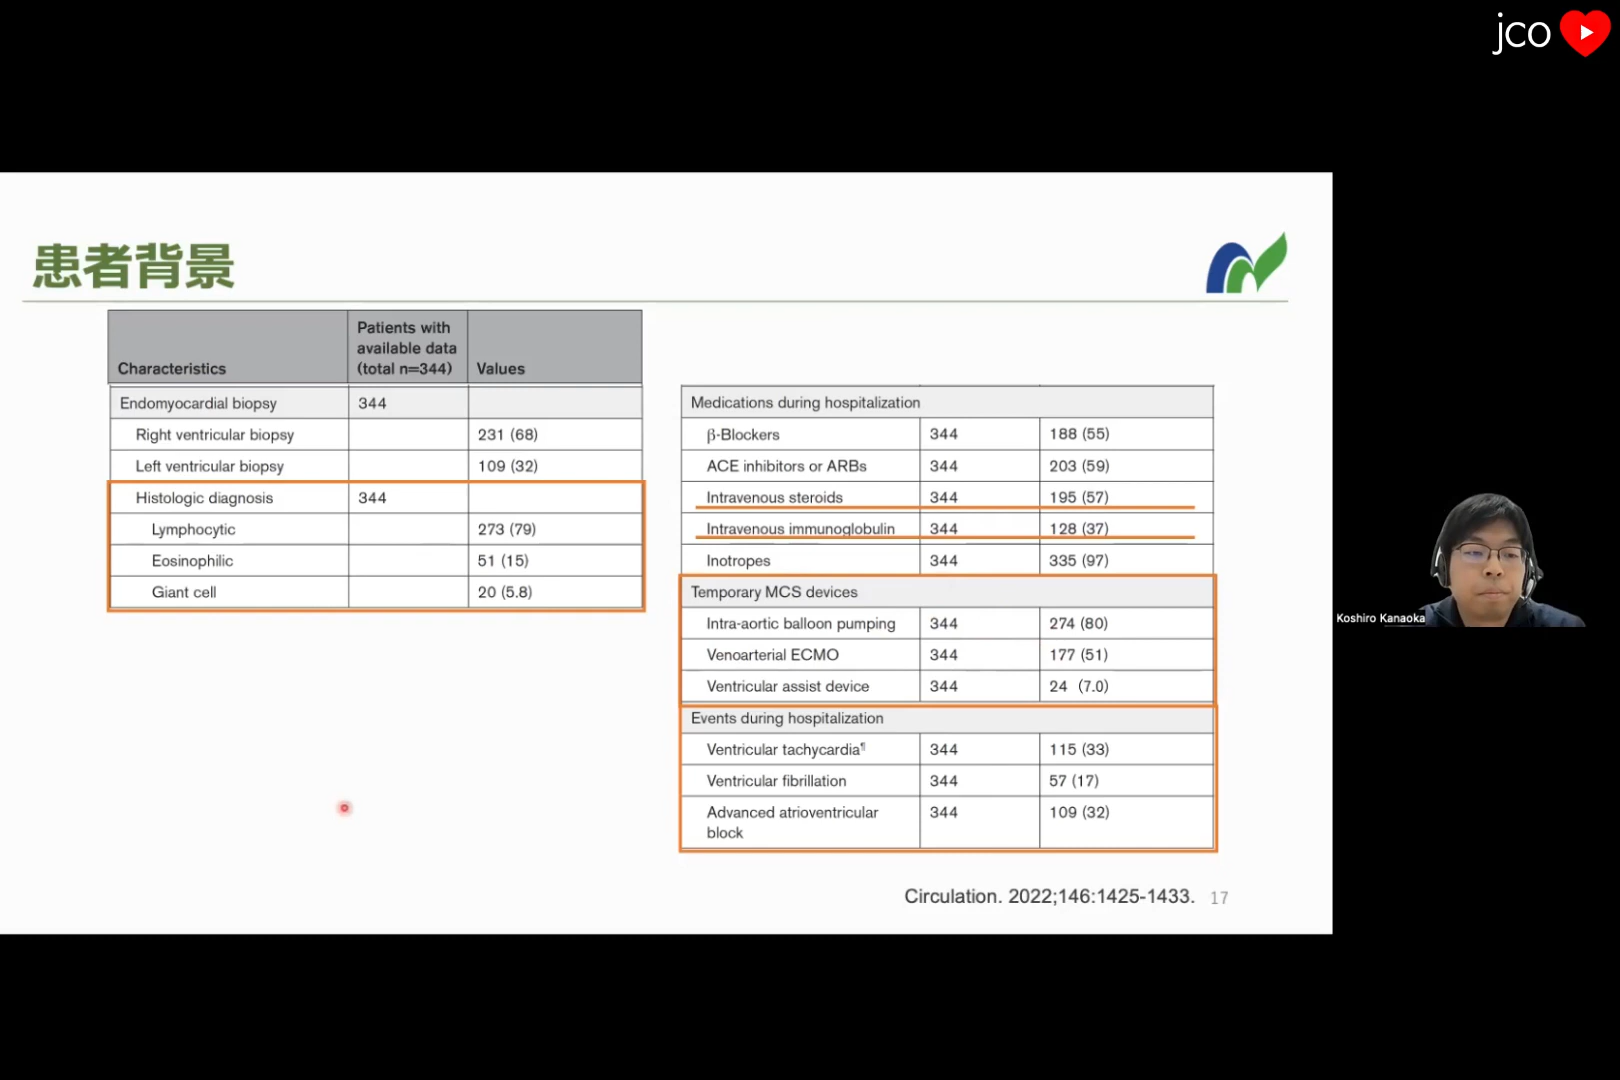 jco
患者背景
Characteristics
Patients with
available data
(total n=344)
Values
Endomyocardial biopsy 344
Right ventricular biopsy 231 (68)
Left ventricular biopsy 109 (32)
Histologic diagnosis 344
Lymphocytic 273 (79)
Eosinophilic 51 (15)
Giant cell 20 (5.8)
Medications during hospitalization
β-Blockers 344 188 (55)
ACE inhibitors or ARBs 344 203 (59)
Intravenous steroids 344 195 (57)
Intravenous immunoglobulin 344 128 (37)
Inotropes 344 335 (97)
Temporary MCS devices
Intra-aortic balloon pumping 344 274 (80)
Venoarterial ECMO 344 177 (51)
Ventricular assist device 344 24 (7.0)
Events during hospitalization
Ventricular tachycardia¶ 344 115 (33)
Ventricular fibrillation 344 57 (17)
Advanced atrioventricular 344 109 (32)
block
Circulation. 2022;146:1425-1433. 17
Koshiro Kanaoka